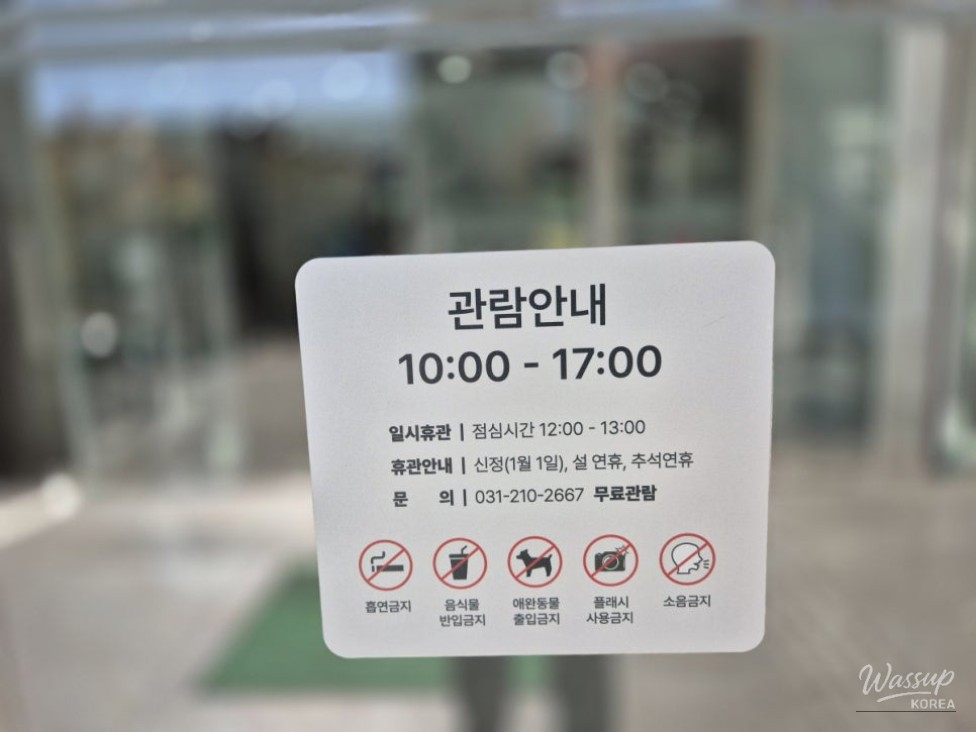 관람안내
10:00 - 17:00
일시휴관 | 점심시간 12:00 - 13:00
휴관안내 | 신정(1월 1일), 설 연휴, 추석연휴
문 의 | 031-210-2667 무료관람
흡연금지
음식물
반입금지
애완동물
출입금지
플래시
사용금지
소음금지
Wassup
KOREA